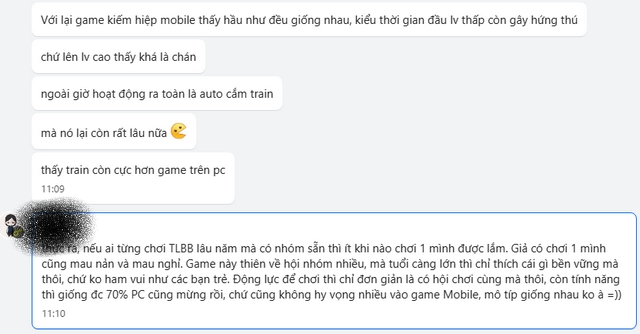 Với lại game kiếm hiệp mobile thấy hầu như đều giống nhau, kiểu thời gian đầu lv thấp còn gây hứng thú
chứ lên lv cao thấy khá là chán
ngoài giờ hoạt động ra toàn là auto cắm train
mà nó lại còn rất lâu nữa
thấy train còn cực hơn game trên pc
11:09
ra, nếu ai từng chơi TLBB lâu năm mà có nhóm sẵn thì ít khi nào chơi 1 mình được lắm. Giả có chơi 1 mình
cũng mau nản và mau nghỉ. Game này thiên về hội nhóm nhiều, mà tuổi càng lớn thì chỉ thích cái gì bền vững mà
thôi, chứ ko ham vui như các bạn trẻ. Động lực để chơi thì chỉ đơn giản là có hội chơi cùng mà thôi, còn tính năng
thì giống đc 70% PC cũng mừng rồi, chứ cũng không hy vọng nhiều vào game Mobile, mô típ giống nhau ko à =))
11:10